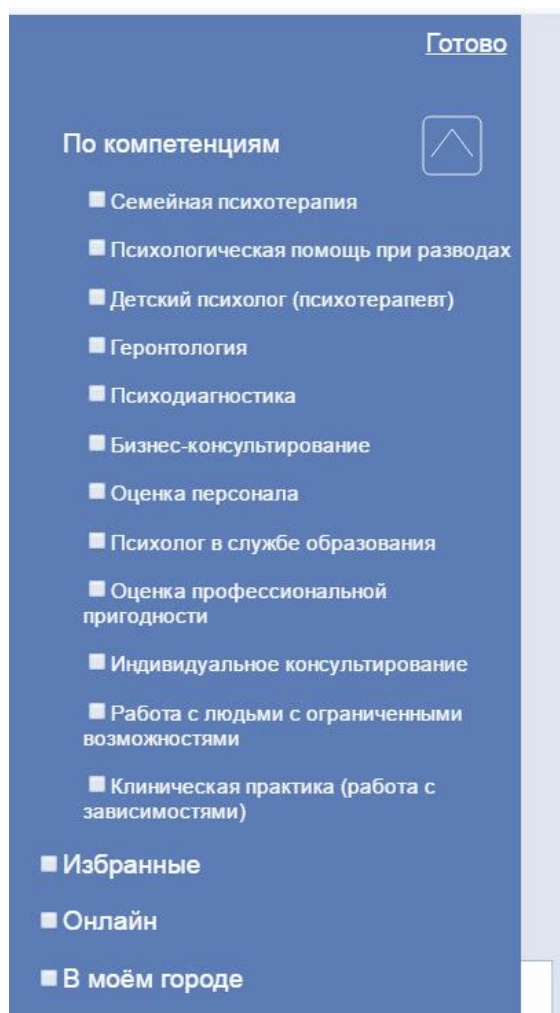 Готово
По компетенциям
Семейная психотерапия
Психологическая помощь при разводах
Детский психолог (психотерапевт)
Геронтология
Психодиагностика
Бизнес-консультирование
Оценка персонала
Психолог в службе образования
Оценка профессиональной
пригодности
Индивидуальное консультирование
Работа с людьми с ограниченными
возможностями
Клиническая практика (работа с
зависимостями)
Избранные
Онлайн
В моём городе